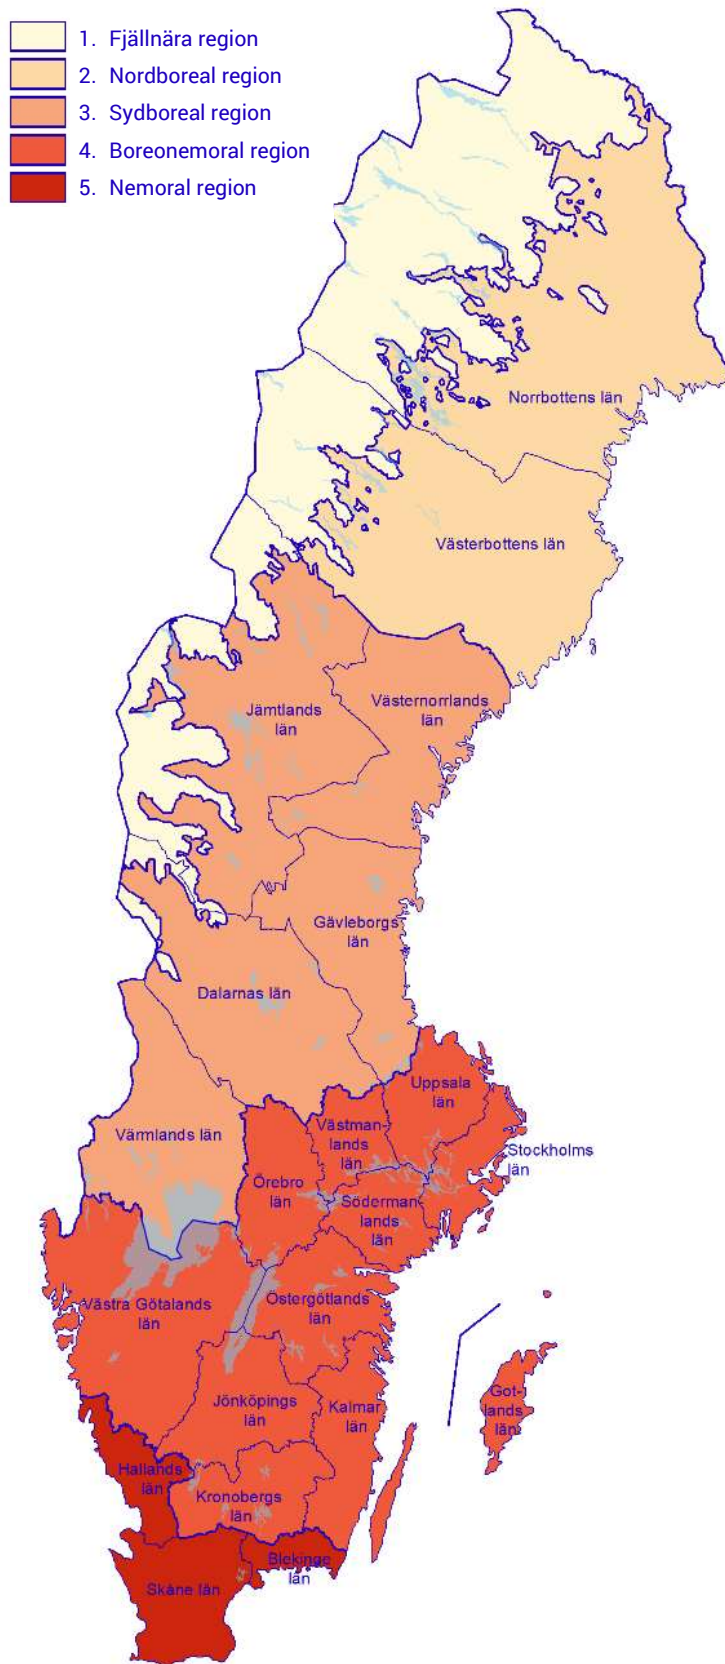 1. Fjällnära region
2. Nordboreal region
3. Sydboreal region
4. Boreonemoral region
5. Nemoral region
Norrbottens län
Västerbottens län
Jämtlands
län
Västernorrlands
län
Gävleborgs
län
Dalarnas län
Uppsala
län
Värmlands län
Västman-
lands
län
Stockholms
län
Örebro
län
Söderman-
lands
län
Västra Götalands
län
Östergötlands
län
Jönköpings
län
Kalmar
län
Got-
lands
län
Hallands
län
Kronobergs
län
Skåne län
Blekinge
län